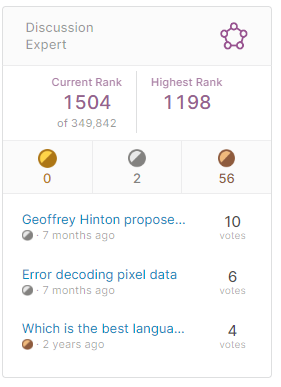 Discussion
Expert
Current Rank
1504
of 349,842
Highest Rank
1198
0
2
56
Geoffrey Hinton propose...
10
· 7 months ago
votes
Error decoding pixel data
6
· 7 months ago
votes
Which is the best langua...
4
· 2 years ago
votes